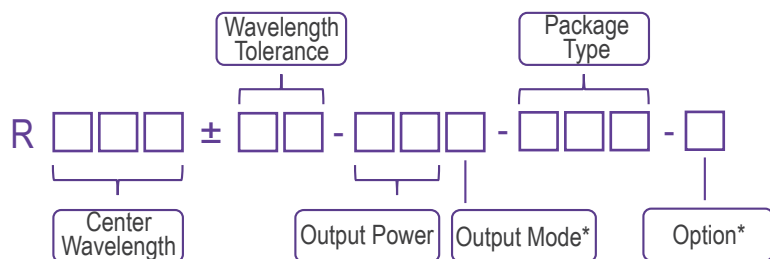 Wavelength
Tolerance
Package
Type
R □□□ ± □□ - □□□ - □□□ - □
Center
Wavelength
Output Power
Output Mode*
Option*